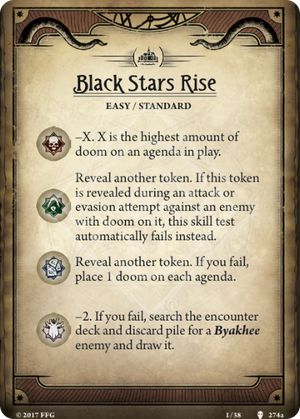 Black Stars Rise
EASY / STANDARD
–X. X is the highest amount of
doom on an agenda in play.
Reveal another token. If this token
is revealed during an attack or
evasion attempt against an enemy
with doom on it, this skill test
automatically fails instead.
Reveal another token. If you fail,
place 1 doom on each agenda.
–2. If you fail, search the encounter
deck and discard pile for a Byakhee
enemy and draw it.
© 2017 FFG
1/38
274a